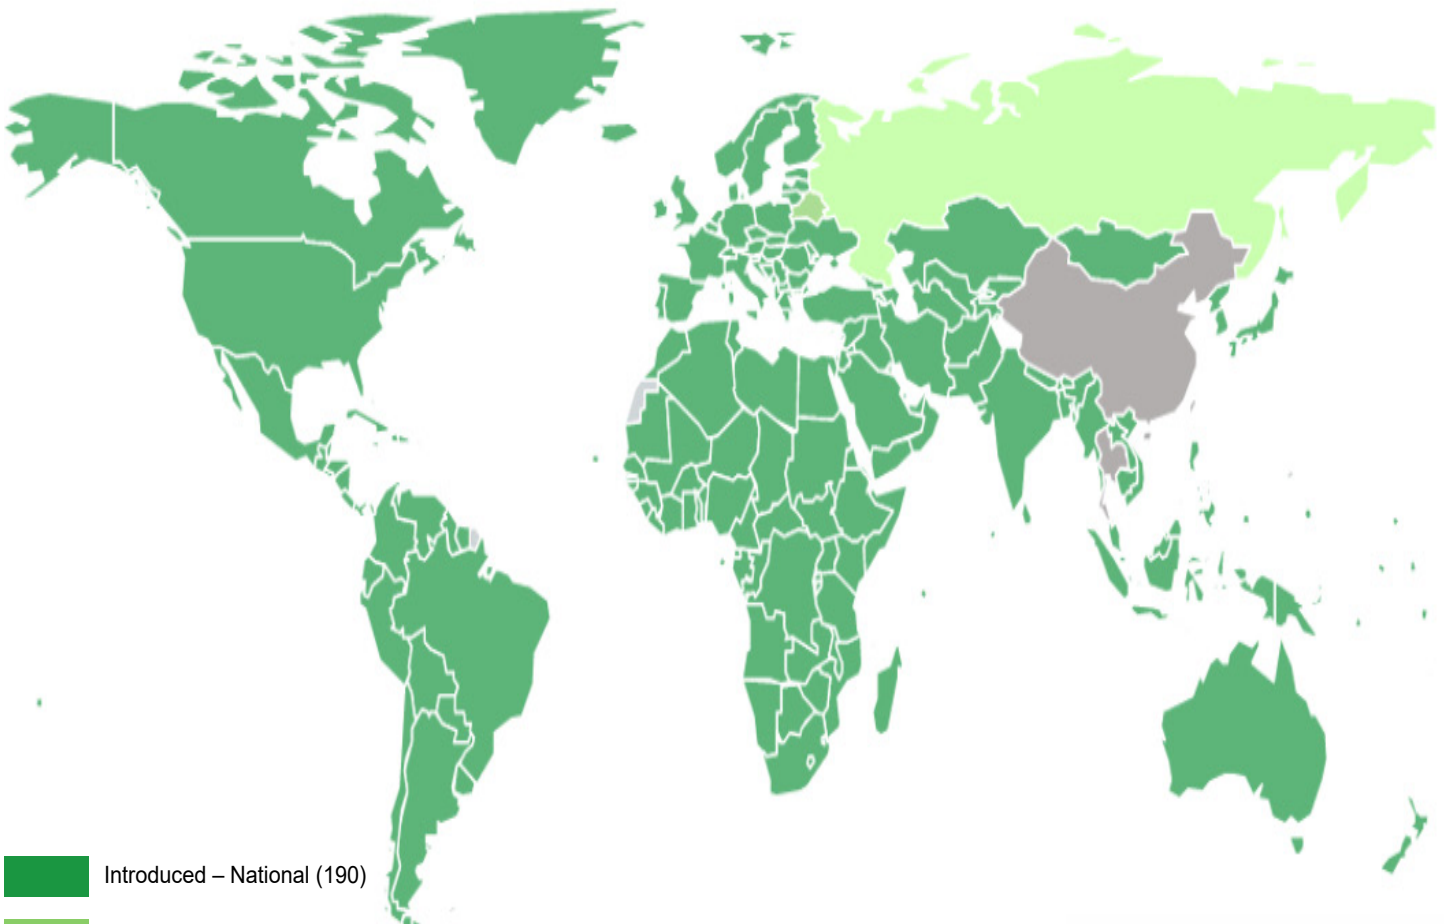 Introduced – National (190)